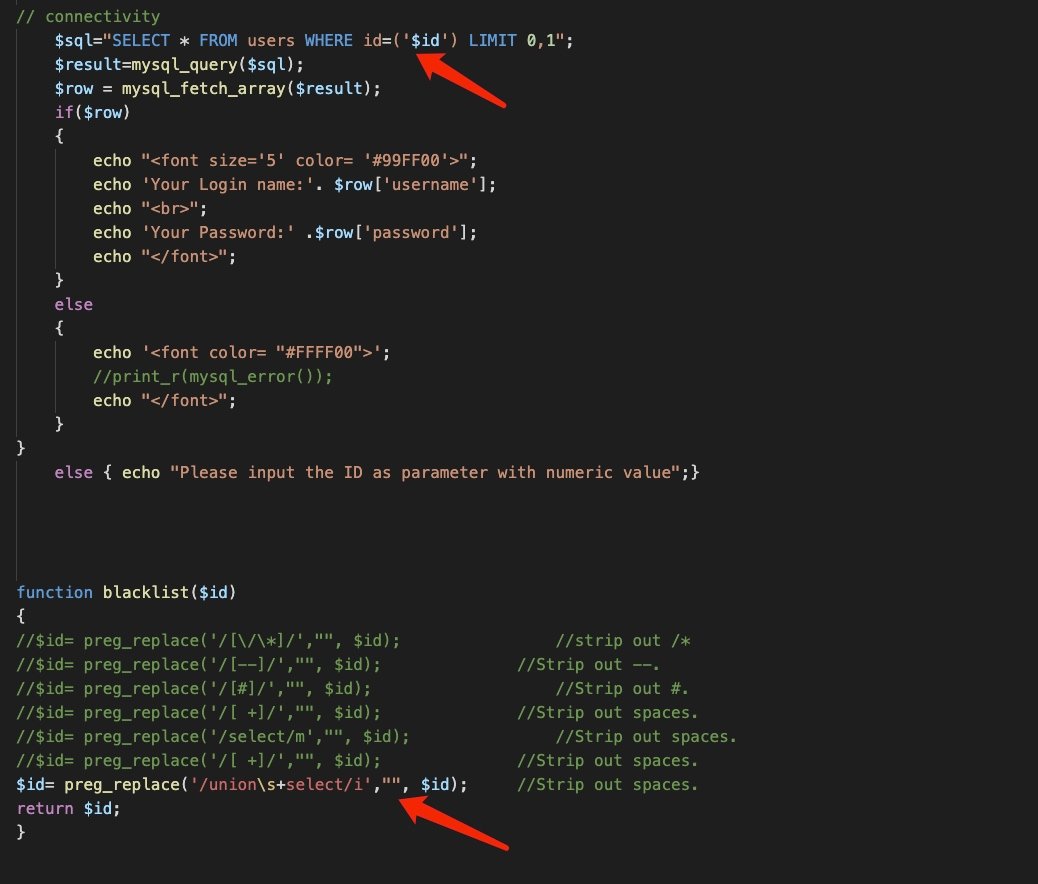 // connectivity
$sql="SELECT * FROM users WHERE id=('$id') LIMIT 0,1";
$result=mysql_query($sql);
$row = mysql_fetch_array($result);
if($row)
{
echo "<font size='5' color= '#99FF00'>";
echo 'Your Login name:'. $row['username'];
echo "<br>";
echo 'Your Password:' .$row['password'];
echo "</font>";
}
else
{
echo '<font color= "#FFFF00">';
//print_r(mysql_error());
echo "</font>";
}
}
else { echo "Please input the ID as parameter with numeric value";}
function blacklist($id)
{
//$id= preg_replace('/[\/\*]/',"", $id); //strip out /*
//$id= preg_replace('/[--]/',"", $id); //Strip out --.
//$id= preg_replace('/[#]/',"", $id); //Strip out #.
//$id= preg_replace('/[ +]/',"", $id); //Strip out spaces.
//$id= preg_replace('/select/m',"", $id); //Strip out spaces.
//$id= preg_replace('/[ +]/',"", $id); //Strip out spaces.
$id= preg_replace('/union\s+select/i',"", $id); //Strip out spaces.
return $id;
}